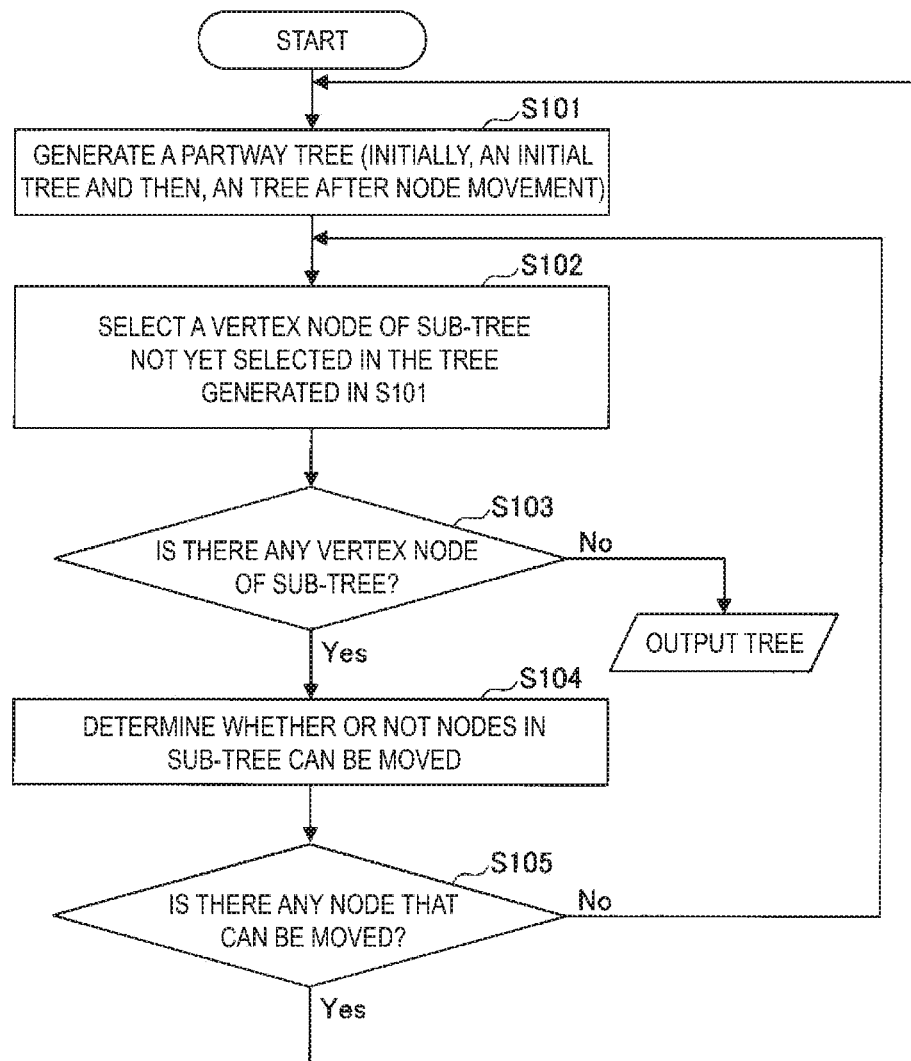 START
S101
GENERATE A PARTWAY TREE (INITIALLY, AN INITIAL
TREE AND THEN, AN TREE AFTER NODE MOVEMENT)
S102
SELECT A VERTEX NODE OF SUB-TREE
NOT YET SELECTED IN THE TREE
GENERATED IN S101
S103
IS THERE ANY VERTEX NODE
OF SUB-TREE?
No
Yes
OUTPUT TREE
S104
DETERMINE WHETHER OR NOT NODES IN
SUB-TREE CAN BE MOVED
S105
IS THERE ANY NODE THAT
CAN BE MOVED?
No
Yes